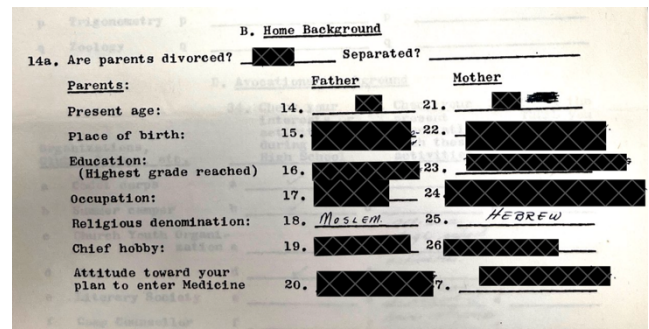 B. Home Background
14a. Are parents divorced? Separated?
Parents: Father Mother
Present age: 14. 21.
Place of birth: 15. 22.
Education:
(Highest grade reached) 16. 23.
Occupation: 17. 24
Religious denomination: 18. MOSLEM. 25. HEBREW
Chief hobby: 19. 26
Attitude toward your
plan to enter Medicine 20. 7.